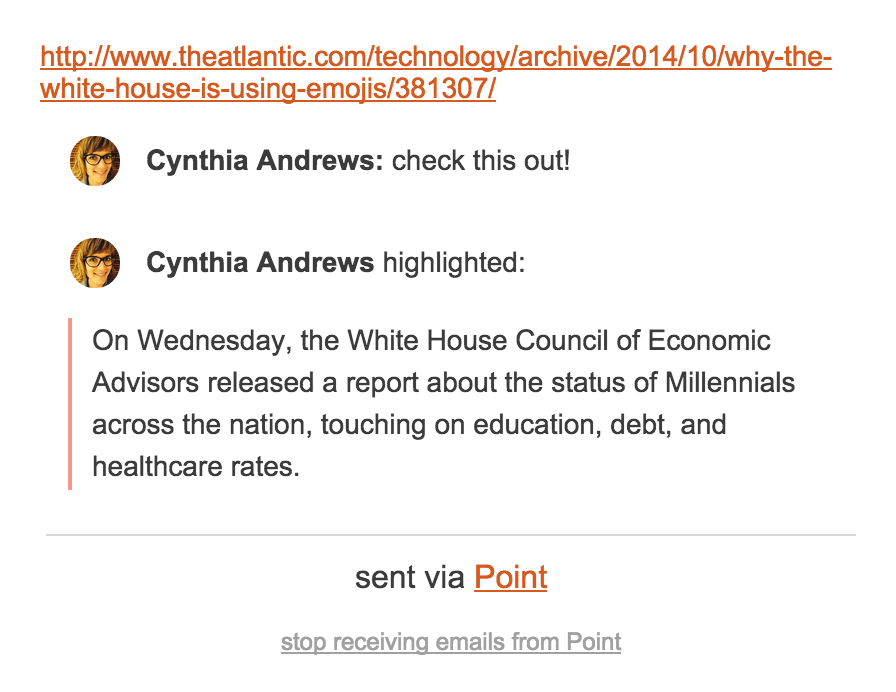 http://www.theatlantic.com/technology/archive/2014/10/why-the-
white-house-is-using-emojis/381307/
Cynthia Andrews: check this out!
Cynthia Andrews highlighted:
On Wednesday, the White House Council of Economic
Advisors released a report about the status of Millennials
across the nation, touching on education, debt, and
healthcare rates.
sent via Point
stop receiving emails from Point